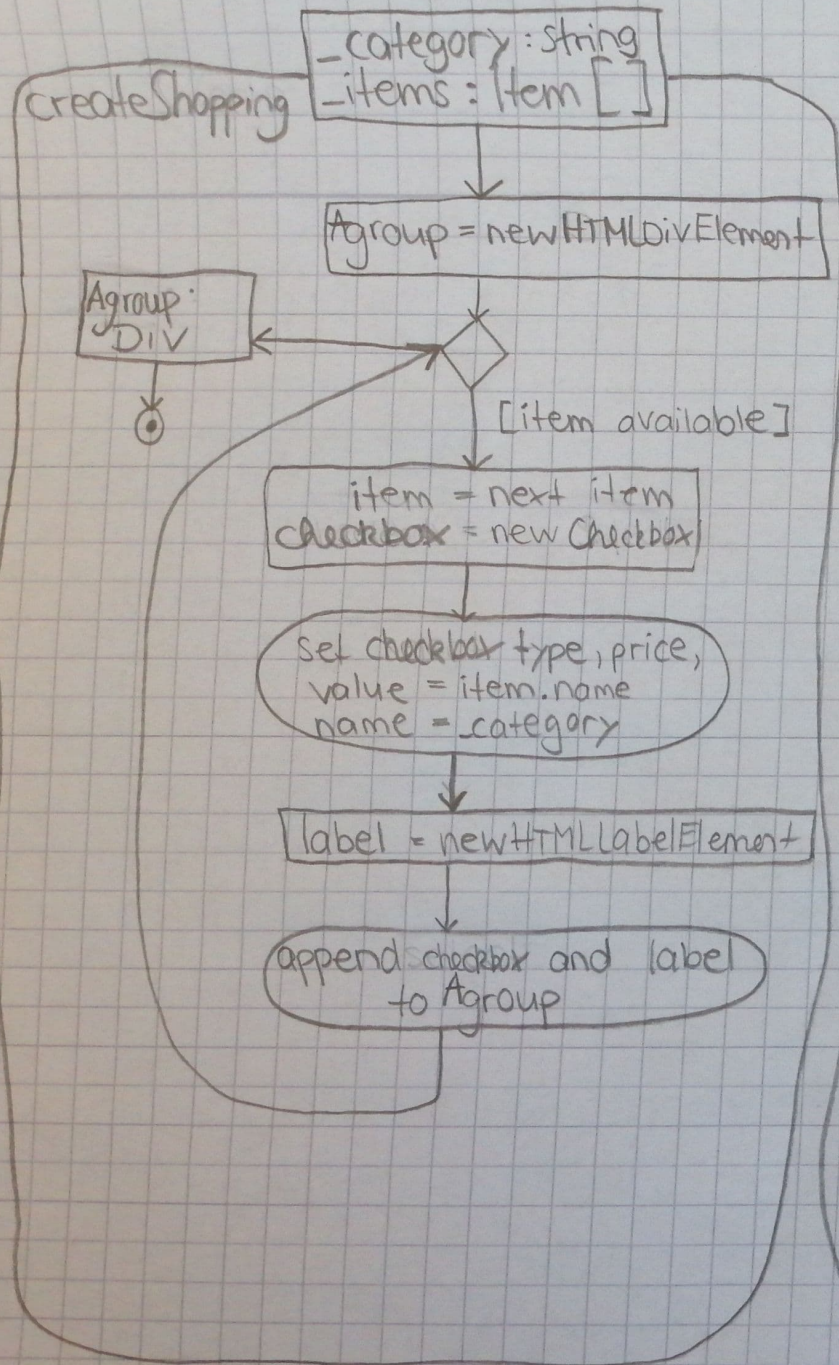 _category : string
_items : Item []
createShopping
Agroup = newHTMLDivElement
Agroup:
DiV
[item available]
item = next item
checkbox = new Checkbox
set checkbox type, price,
value = item.name
name = _category
label = newHTMLLabelElement
append checkbox and label
to Agroup